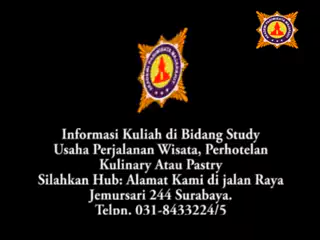 Informasi Kuliah di Bidang Study
Usaha Perjalanan Wisata, Perhotelan
Kulinary Atau Pastry
Silahkan Hub: Alamat Kami di jalan Raya
Jemursari 244 Surabaya.
Telpn. 031-8433224/5